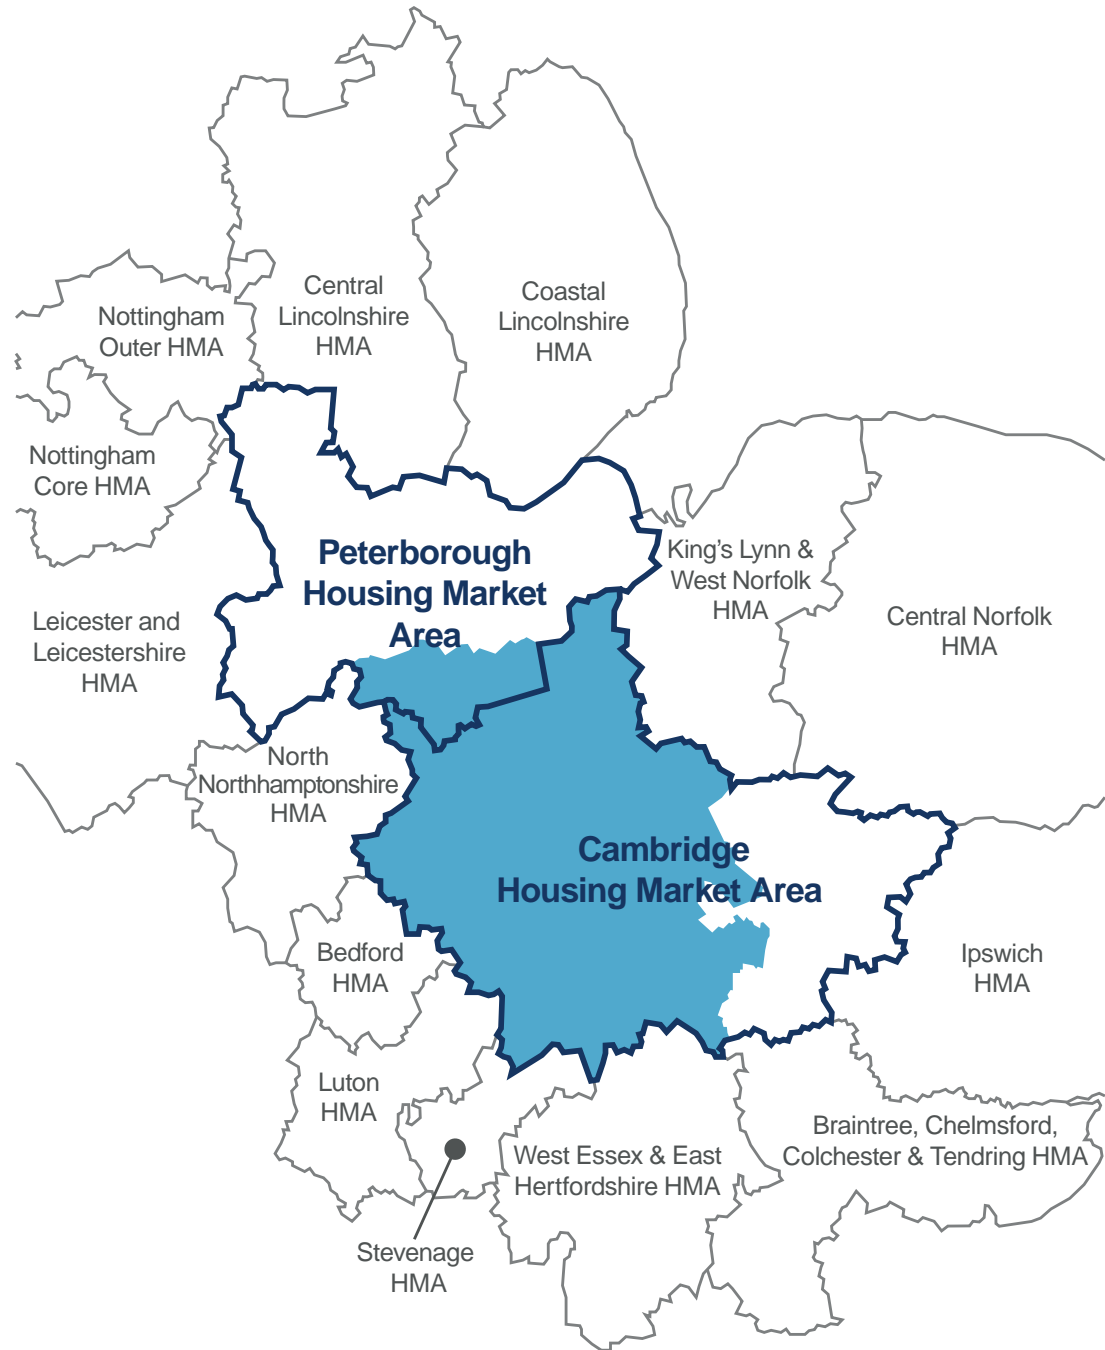 Central
Lincolnshire
HMA
Coastal
Lincolnshire
HMA
Nottingham
Outer HMA
Nottingham
Core HMA
Peterborough
Housing Market
Area
King’s Lynn &
West Norfolk
HMA
Central Norfolk
HMA
Leicester and
Leicestershire
HMA
North
Northhamptonshire
HMA
Cambridge
Housing Market Area
Bedford
HMA
Ipswich
HMA
Luton
HMA
Braintree, Chelmsford,
Colchester & Tendring HMA
West Essex & East
Hertfordshire HMA
Stevenage
HMA